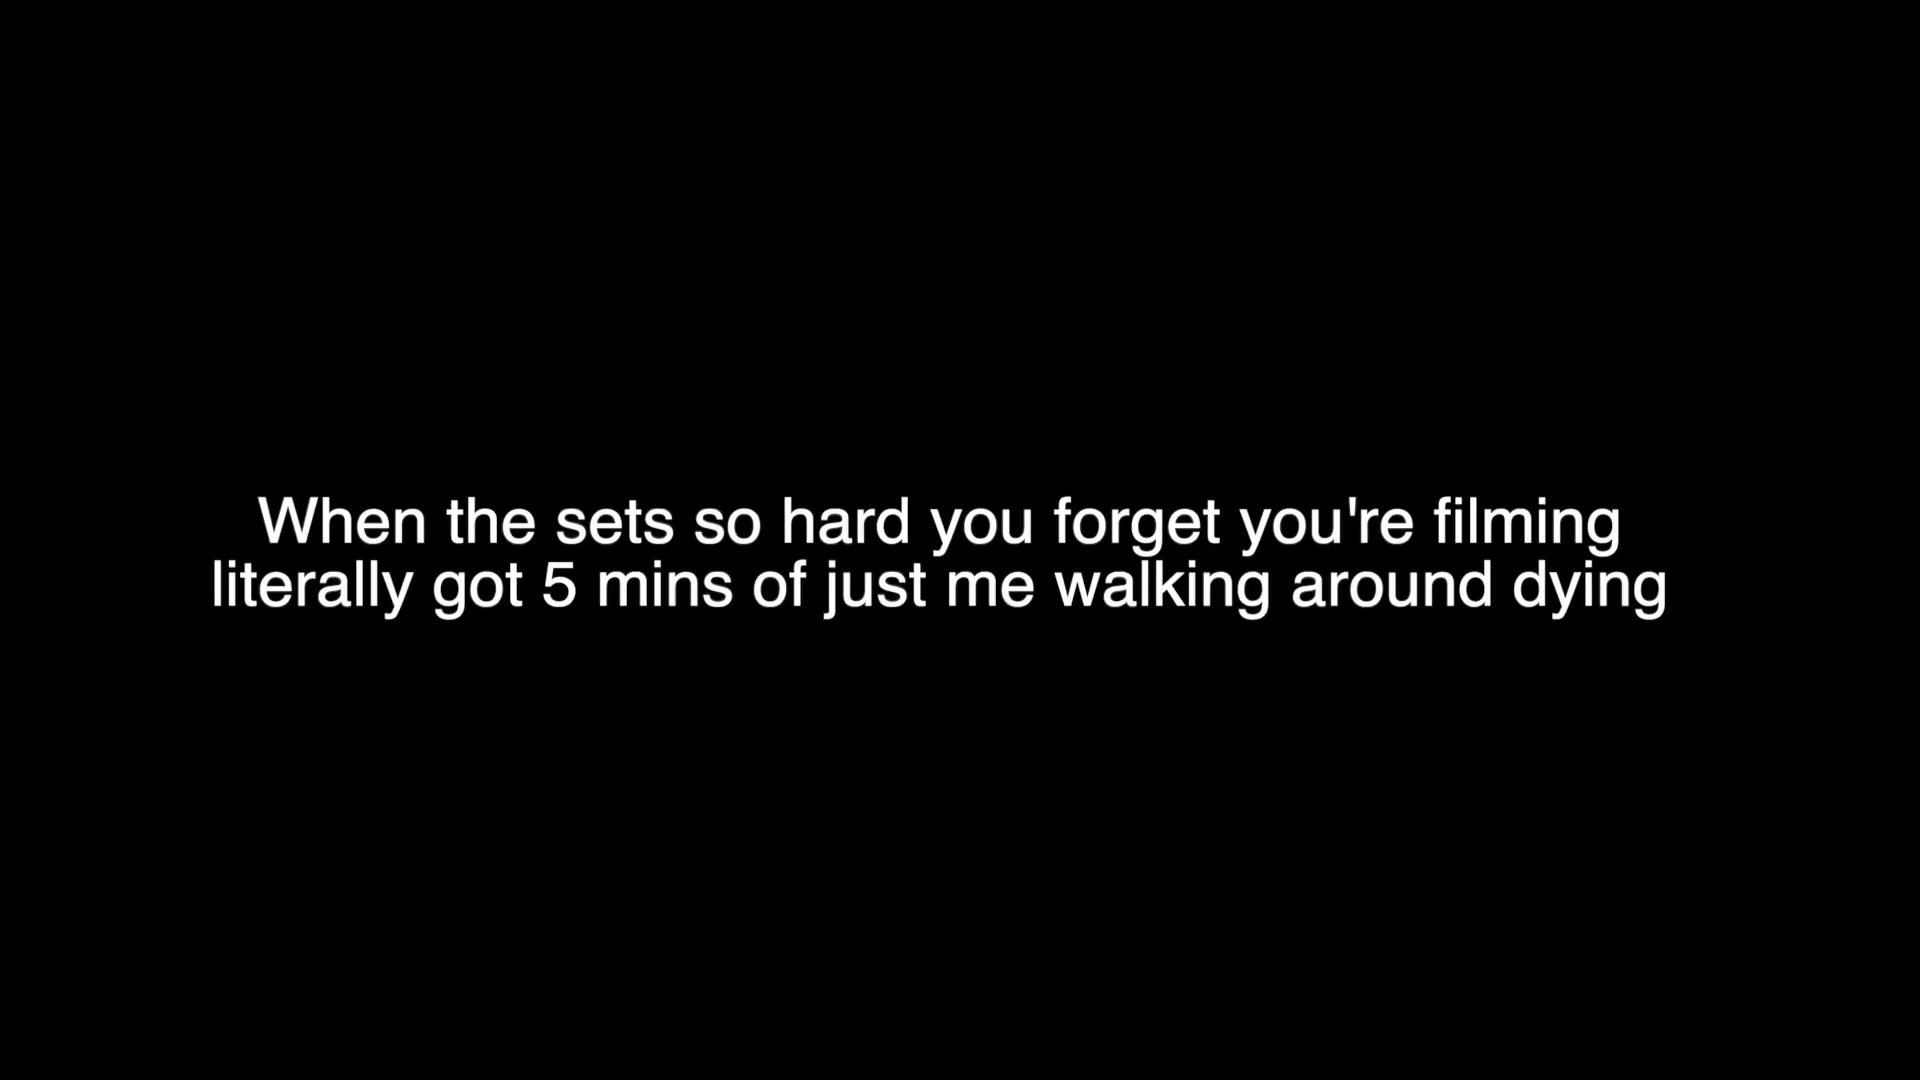 When the sets so hard you forget you're filming
literally got 5 mins of just me walking around dying